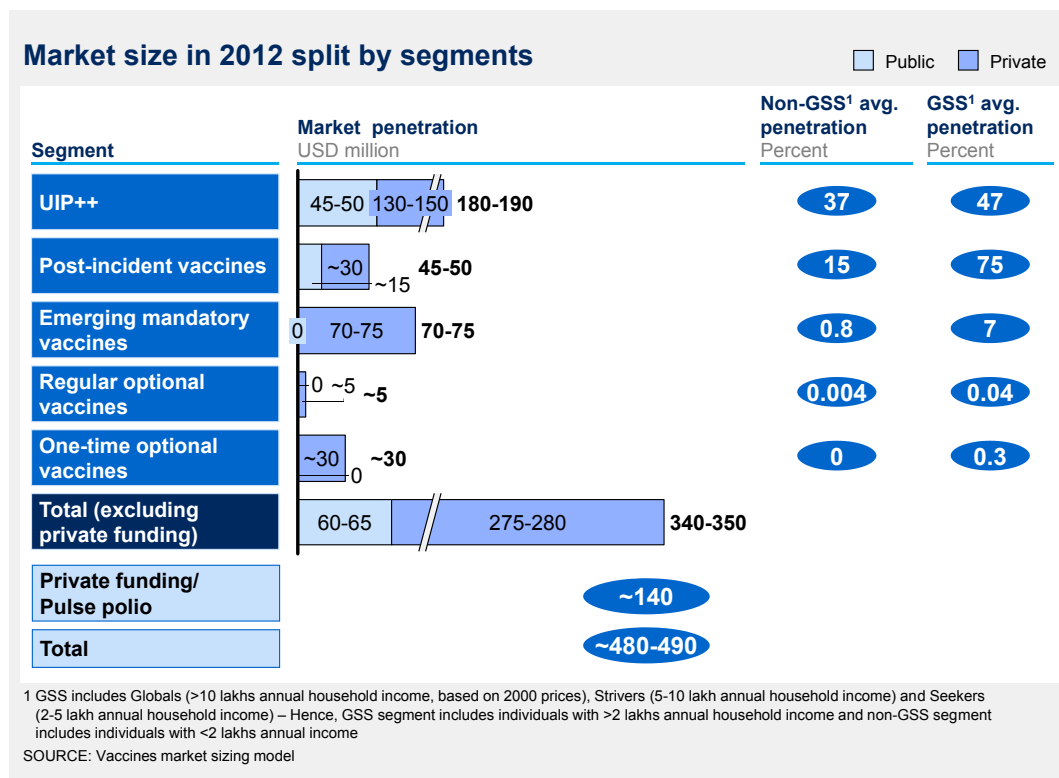 Market size in 2012 split by segments
Public Private
Segment
Market penetration
USD million
Non-GSS¹ avg.
penetration
Percent
GSS¹ avg.
penetration
Percent
UIP++
45-50 130-150 180-190
37 47
Post-incident vaccines
~30 45-50
~15
15 75
Emerging mandatory
vaccines
0 70-75 70-75
0.8 7
Regular optional
vaccines
0 ~5 ~5
0.004 0.04
One-time optional
vaccines
~30 ~30
0
0 0.3
Total (excluding
private funding)
60-65 275-280 340-350
Private funding/
Pulse polio
~140
Total
~480-490
1 GSS includes Globals (>10 lakhs annual household income, based on 2000 prices), Strivers (5-10 lakh annual household income) and Seekers
(2-5 lakh annual household income) – Hence, GSS segment includes individuals with >2 lakhs annual household income and non-GSS segment
includes individuals with <2 lakhs annual income
SOURCE: Vaccines market sizing model